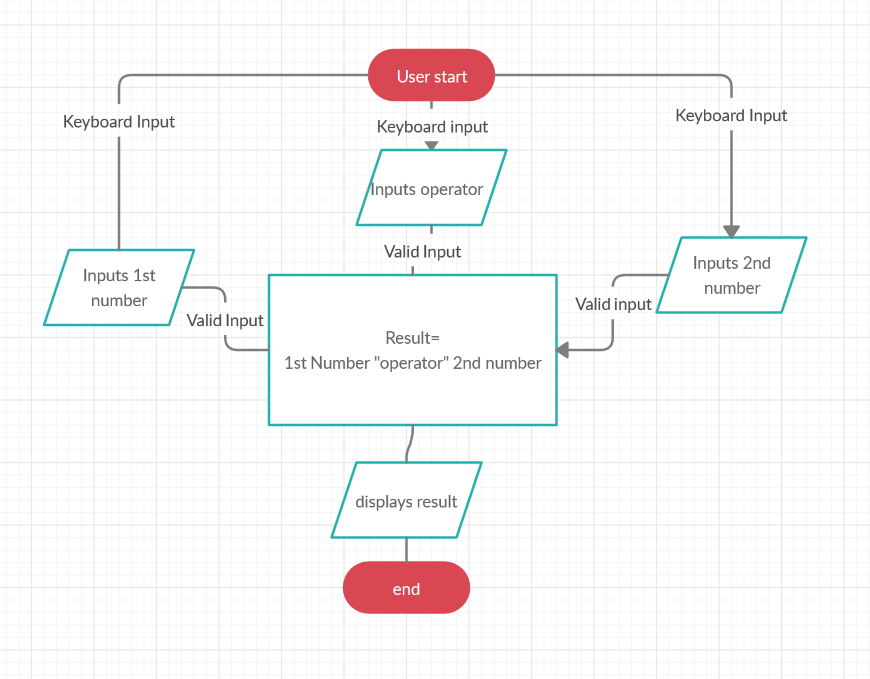 User start
Keyboard Input
Keyboard input
Keyboard Input
Inputs operator
Valid Input
Inputs 1st
number
Inputs 2nd
number
Valid Input
Valid input
Result=
1st Number "operator" 2nd number
displays result
end